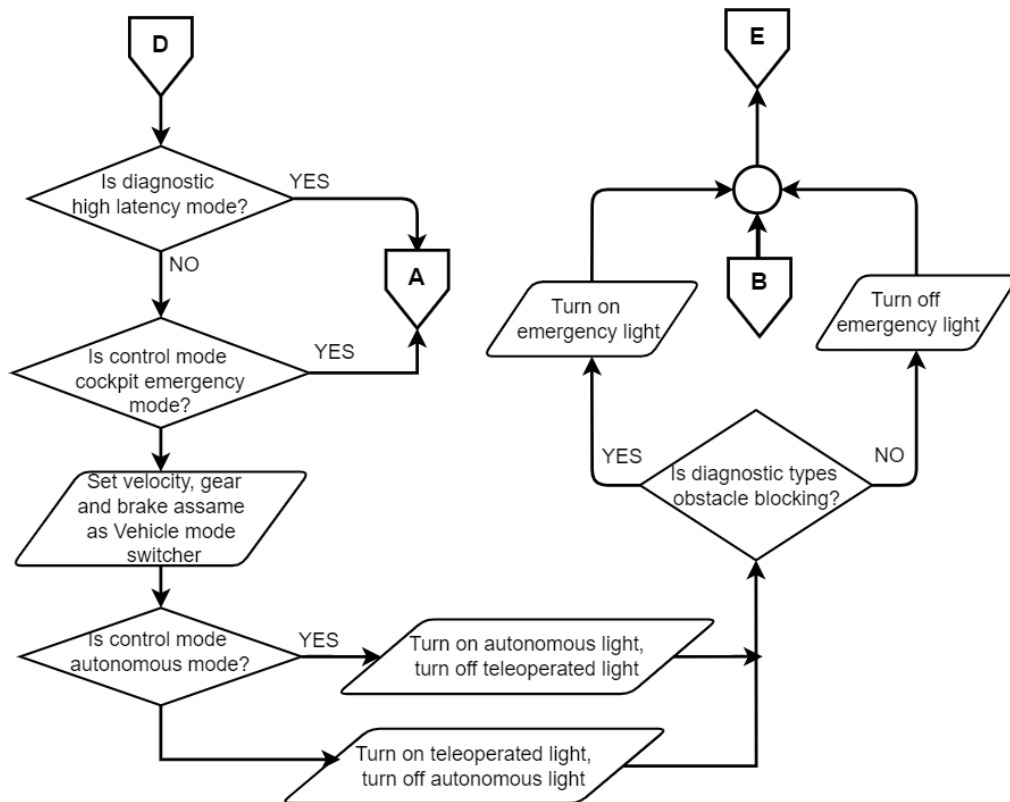 D
Is diagnostic
high latency mode?
YES
NO
A
Is control mode
cockpit emergency
mode?
YES
Set velocity, gear
and brake assame
as Vehicle mode
switcher
Is control mode
autonomous mode?
YES
Turn on autonomous light,
turn off teleoperated light
Turn on teleoperated light,
turn off autonomous light
E
B
Turn on
emergency light
Turn off
emergency light
YES
NO
Is diagnostic types
obstacle blocking?